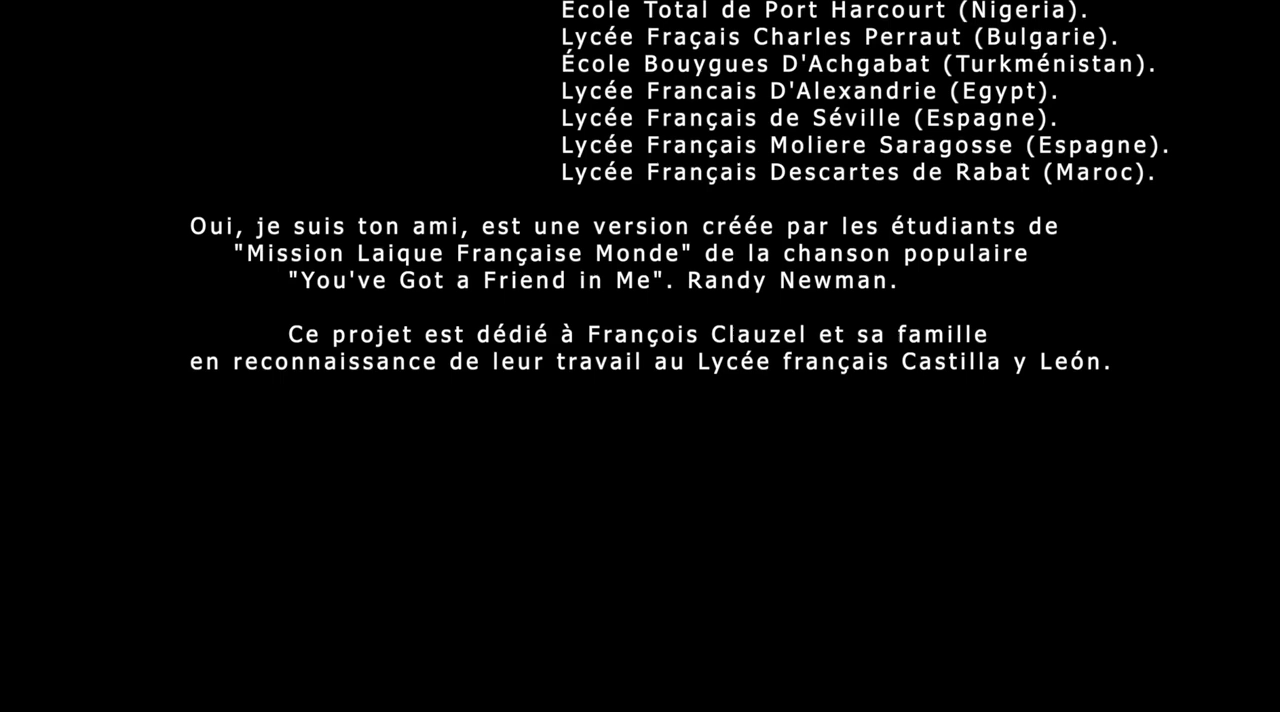 École Total de Port Harcourt (Nigeria).
Lycée Fraçais Charles Perraut (Bulgarie).
École Bouygues D'Achgabat (Turkménistan).
Lycée Francais D'Alexandrie (Egypt).
Lycée Français de Séville (Espagne).
Lycée Français Moliere Saragosse (Espagne).
Lycée Français Descartes de Rabat (Maroc).
Oui, je suis ton ami, est une version créée par les étudiants de
"Mission Laique Française Monde" de la chanson populaire
"You've Got a Friend in Me". Randy Newman.
Ce projet est dédié à François Clauzel et sa famille
en reconnaissance de leur travail au Lycée français Castilla y León.